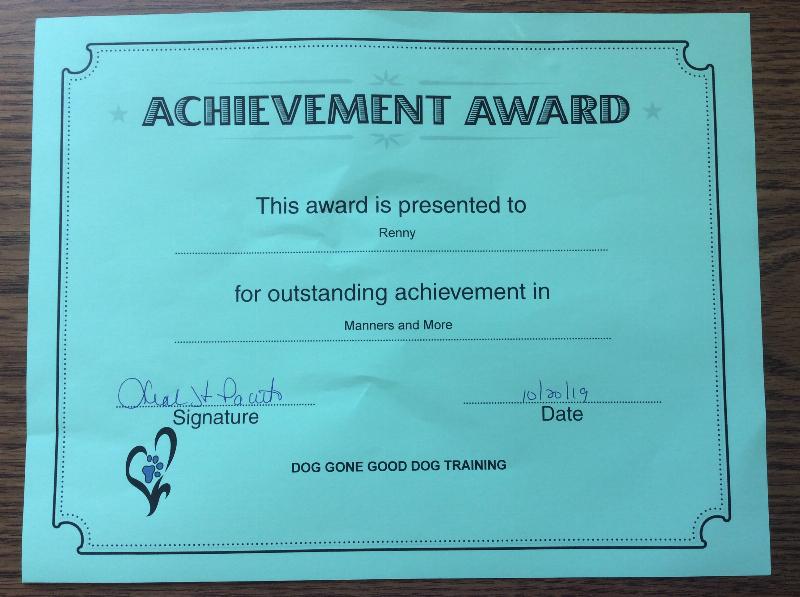 ACHIEVEMENT AWARD
This award is presented to
Renny
for outstanding achievement in
Manners and More
10/20/19
Signature
Date
DOG GONE GOOD DOG TRAINING